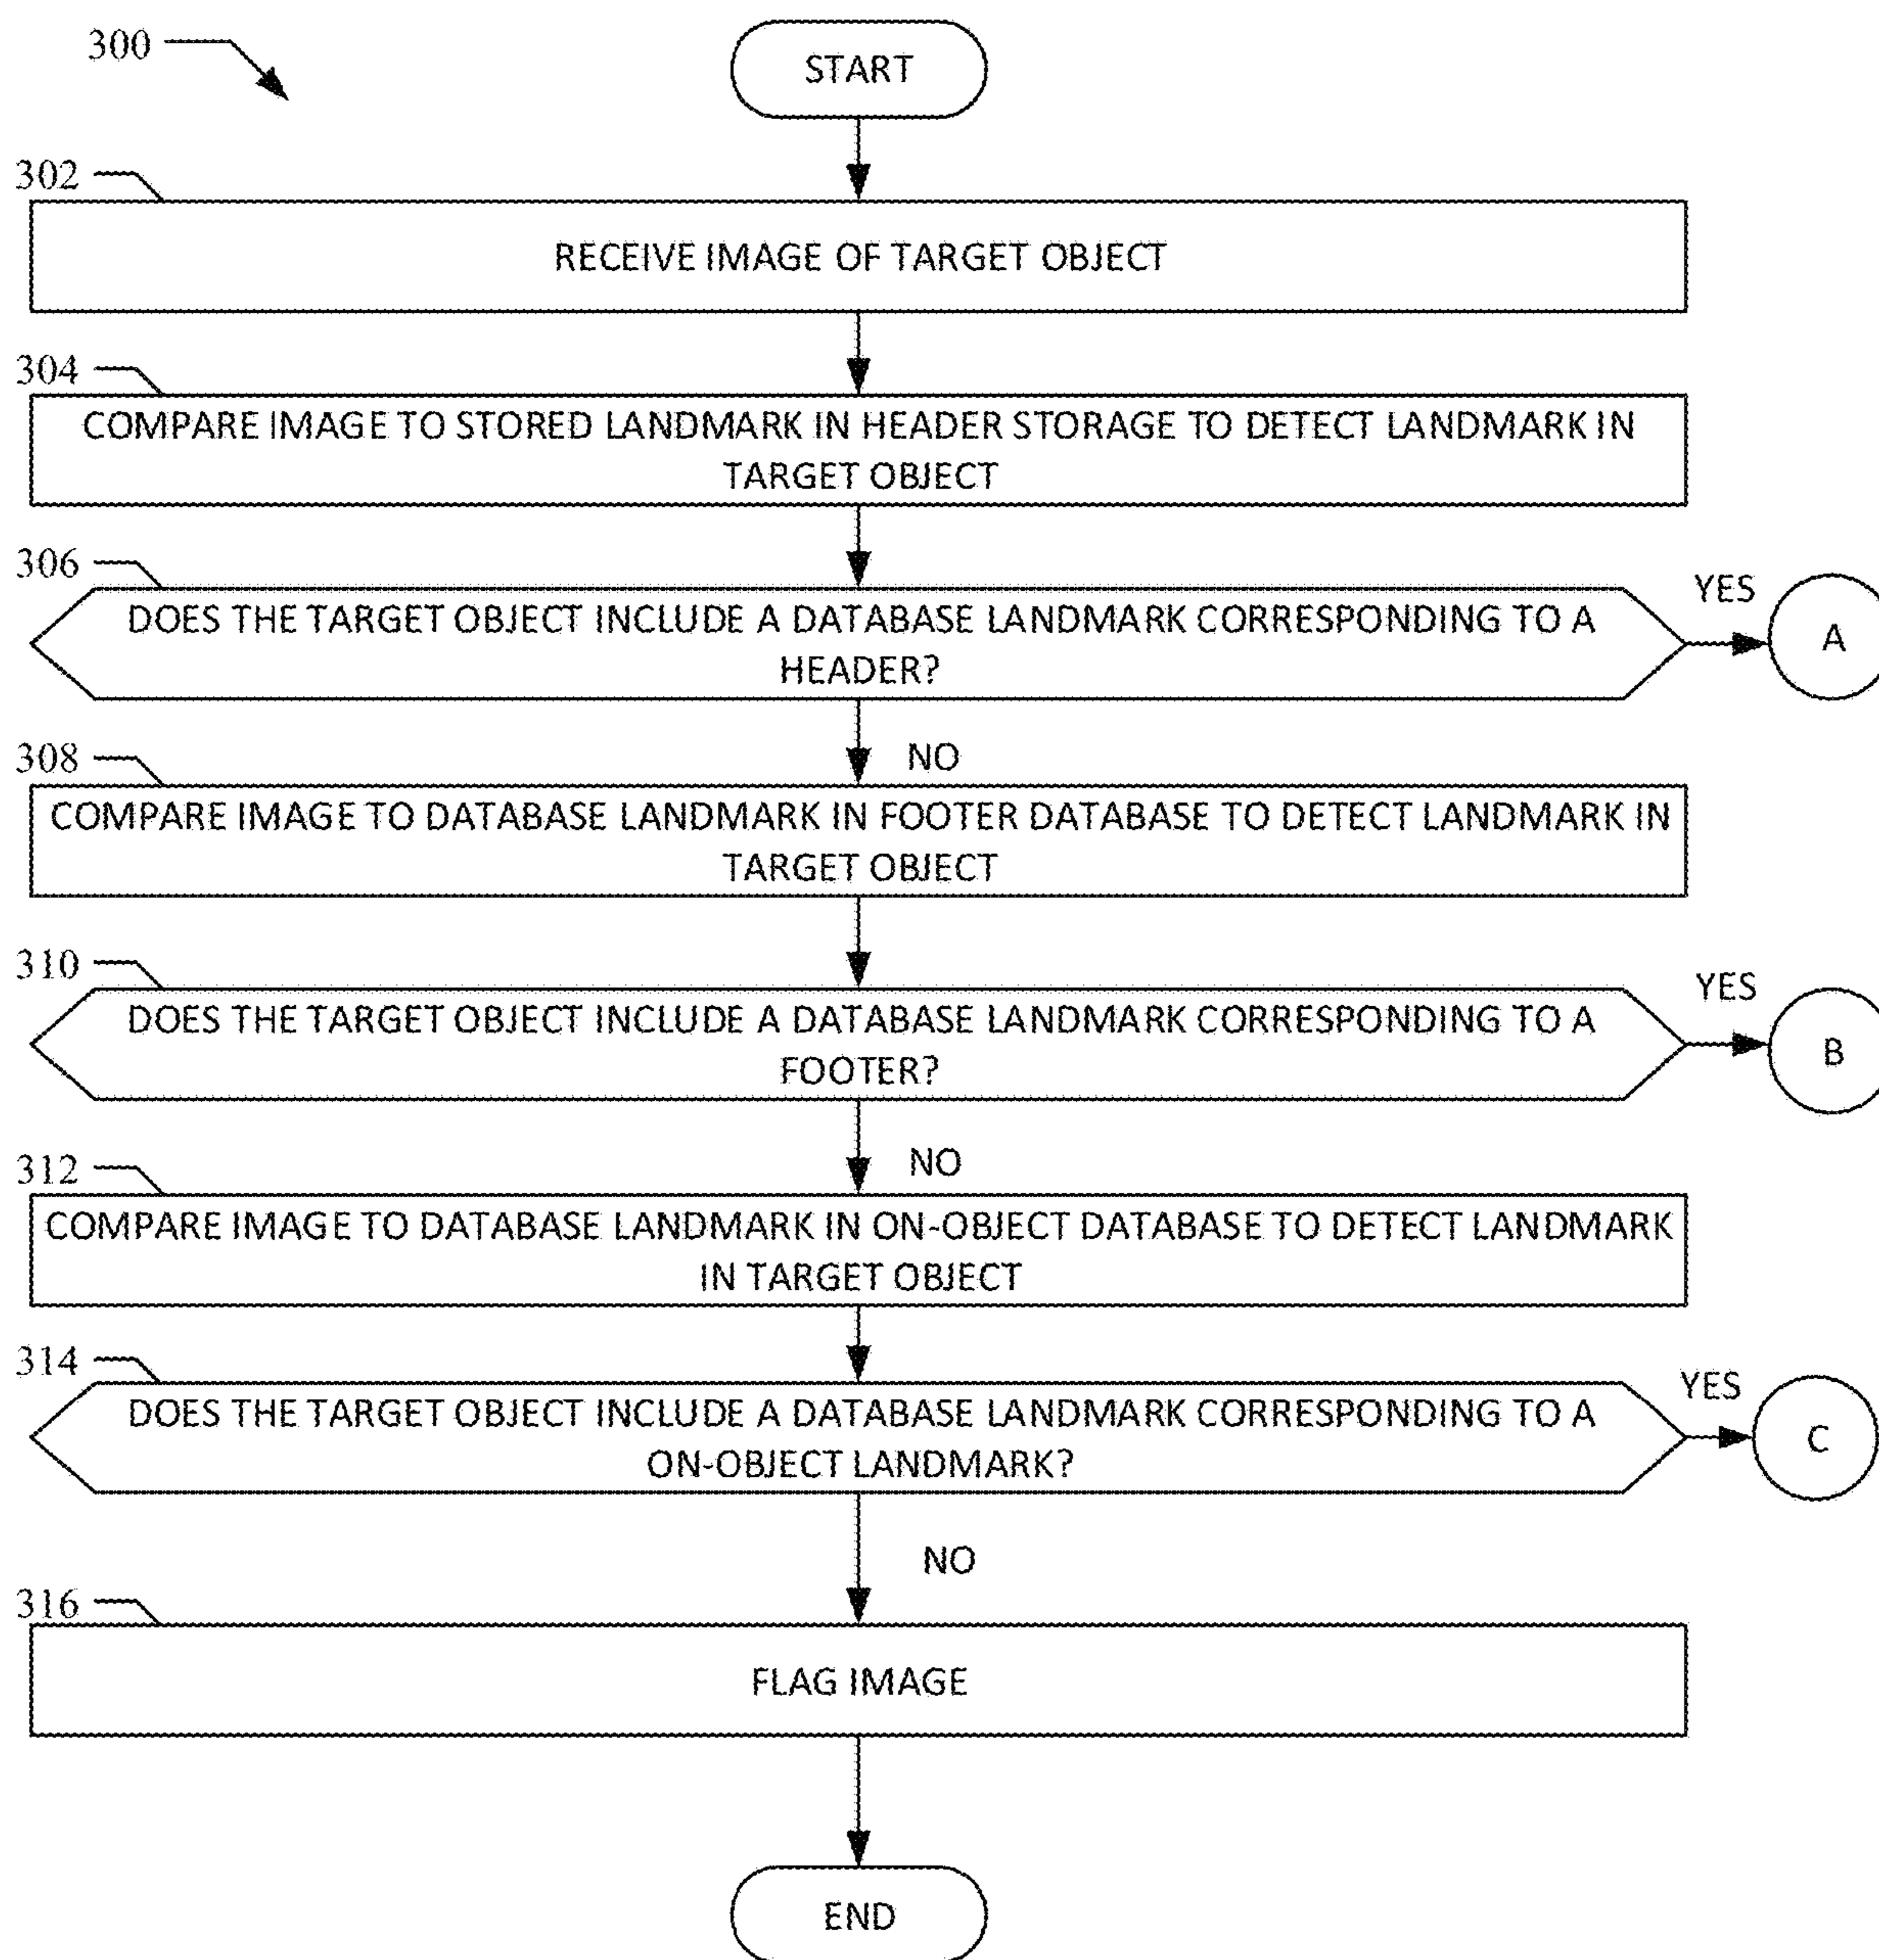 300
START
302
RECEIVE IMAGE OF TARGET OBJECT
304
COMPARE IMAGE TO STORED LANDMARK IN HEADER STORAGE TO DETECT LANDMARK IN
TARGET OBJECT
306
DOES THE TARGET OBJECT INCLUDE A DATABASE LANDMARK CORRESPONDING TO A
HEADER?
YES
A
NO
308
COMPARE IMAGE TO DATABASE LANDMARK IN FOOTER DATABASE TO DETECT LANDMARK IN
TARGET OBJECT
310
DOES THE TARGET OBJECT INCLUDE A DATABASE LANDMARK CORRESPONDING TO A
FOOTER?
YES
B
NO
312
COMPARE IMAGE TO DATABASE LANDMARK IN ON-OBJECT DATABASE TO DETECT LANDMARK
IN TARGET OBJECT
314
DOES THE TARGET OBJECT INCLUDE A DATABASE LANDMARK CORRESPONDING TO A
ON-OBJECT LANDMARK?
YES
C
NO
316
FLAG IMAGE
END